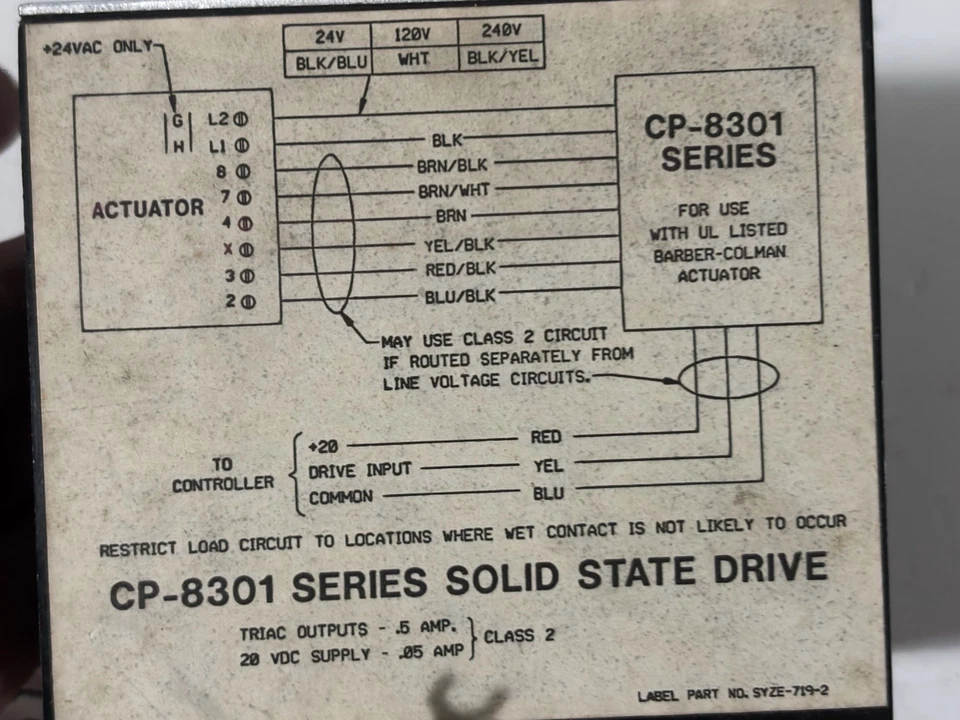 +24VAC ONLY
24V 120V 240V
BLK/BLU WHT BLK/YEL
G L2
H L1
8
7
4
X
3
2
ACTUATOR
BLK
BRN/BLK
BRN/WHT
BRN
YEL/BLK
RED/BLK
BLU/BLK
CP-8301
SERIES
FOR USE
WITH UL LISTED
BARBER-COLMAN
ACTUATOR
MAY USE CLASS 2 CIRCUIT
IF ROUTED SEPARATELY FROM
LINE VOLTAGE CIRCUITS.
TO
CONTROLLER
+20 RED
DRIVE INPUT YEL
COMMON BLU
RESTRICT LOAD CIRCUIT TO LOCATIONS WHERE WET CONTACT IS NOT LIKELY TO OCCUR
CP-8301 SERIES SOLID STATE DRIVE
TRIAC OUTPUTS - .5 AMP.
20 VDC SUPPLY - .05 AMP
CLASS 2
LABEL PART NO. SYZE-719-2